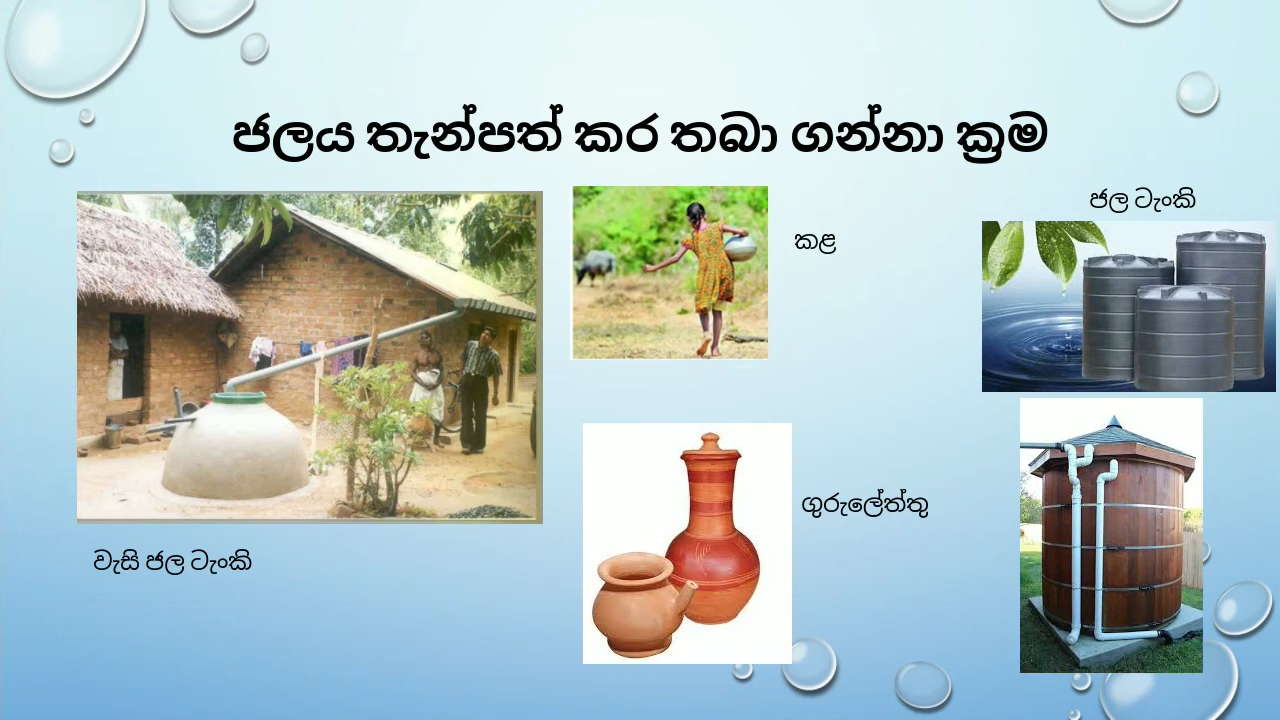 ජලය තැන්පත් කර තබා ගන්නා ක්‍රම
ජල ටැංකි
කළ
ගුරුලේත්තු
වැසි ජල ටැංකි